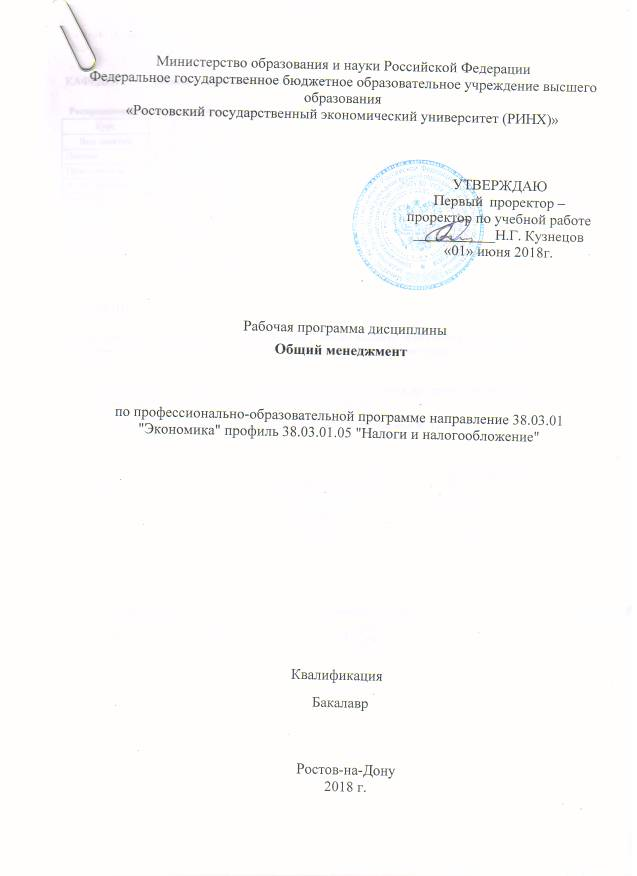 Министерство образования и науки Российской Федерации
Федеральное государственное бюджетное образовательное учреждение высшего
образования
«Ростовский государственный экономический университет (РИНХ)»
УТВЕРЖДАЮ
Первый проректор –
проректор по учебной работе
___________Н.Г. Кузнецов
«01» июня 2018г.
Рабочая программа дисциплины
Общий менеджмент
по профессионально-образовательной программе направление 38.03.01
"Экономика" профиль 38.03.01.05 "Налоги и налогообложение"
Квалификация
Бакалавр
Ростов-на-Дону
2018 г.